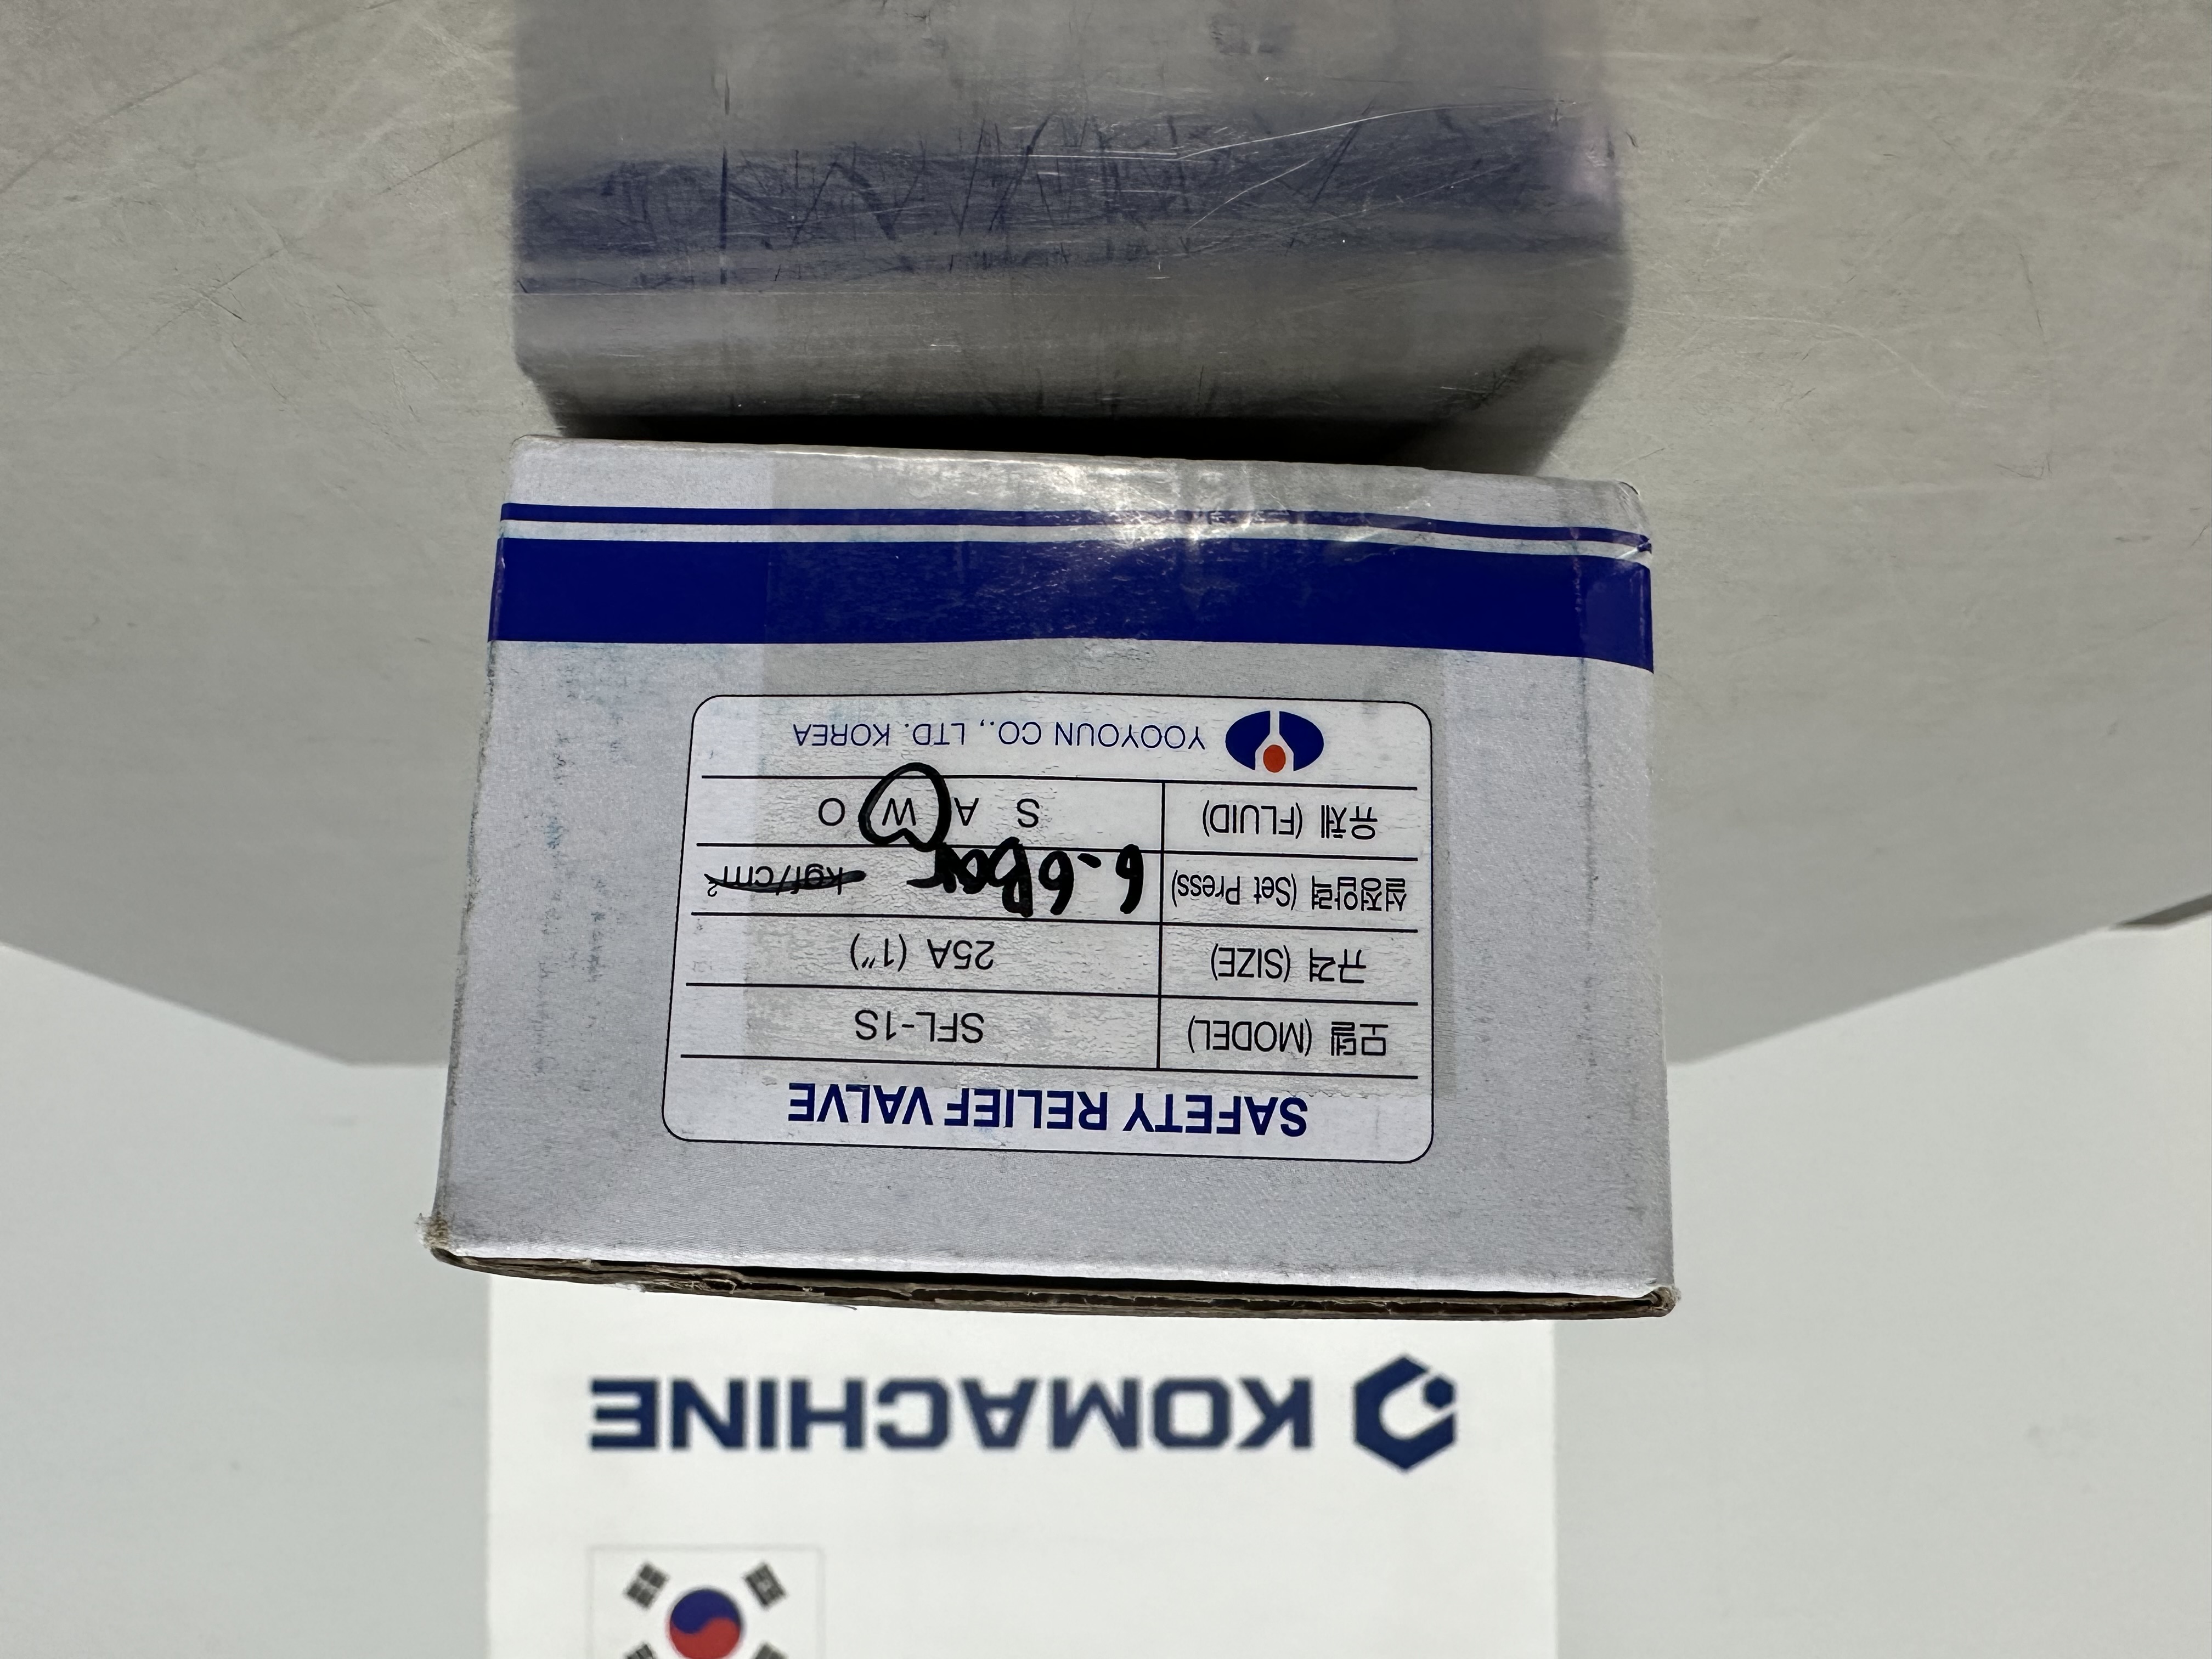 SAFETY RELIEF VALVE
모델 (MODEL) SFL-1S
규격 (SIZE) 25A (1")
설정압력 (Set Press) 6.6Bar kgf/cm²
유체 (FLUID) S A W O
YOOYOUN CO., LTD. KOREA
KOMACHINE